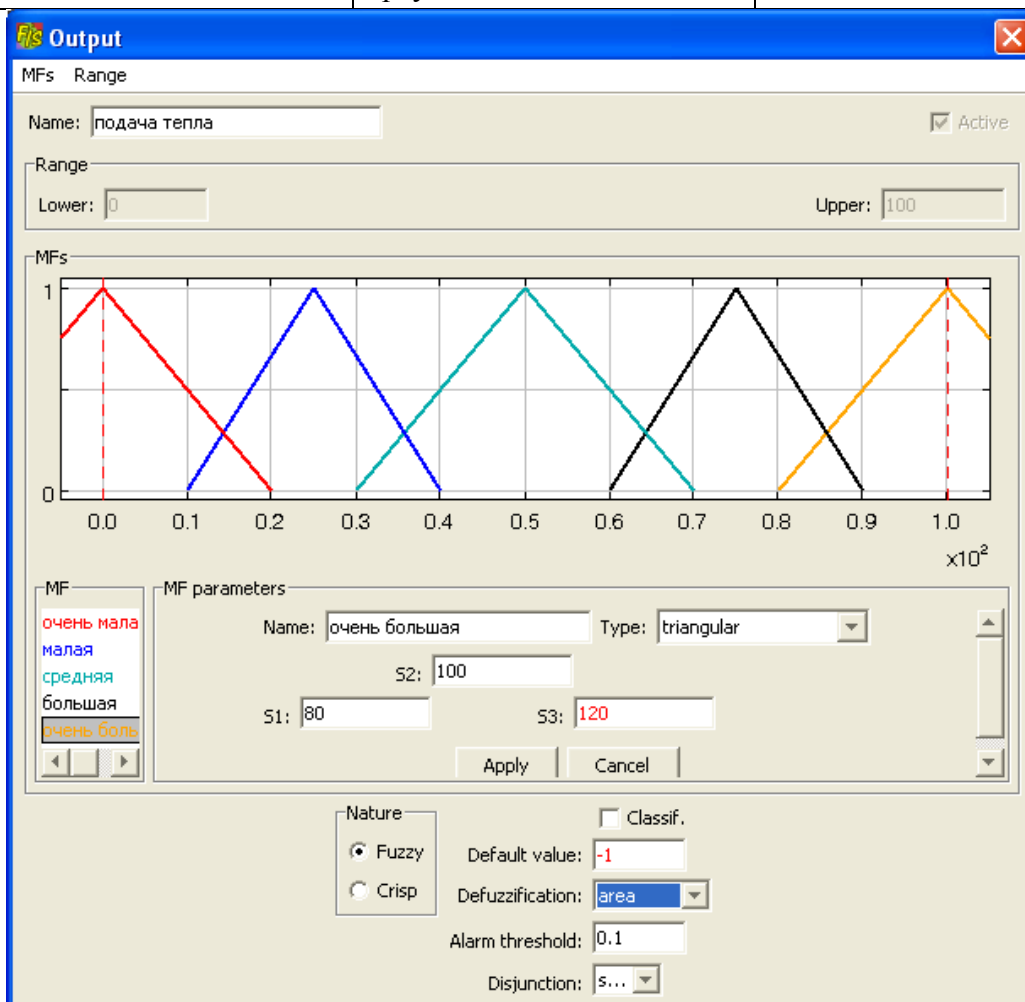 Output
MFs Range
Name: подача тепла Active
Range
Lower: 0 Upper: 100
MFs
1
0
0.0 0.1 0.2 0.3 0.4 0.5 0.6 0.7 0.8 0.9 1.0
x10²
MF MF parameters
очень мала
малая
средняя
большая
очень боль
Name: очень большая Type: triangular
S2: 100
S1: 80 S3: 120
Apply Cancel
Nature
Fuzzy
Crisp
Classif.
Default value: -1
Defuzzification: area
Alarm threshold: 0.1
Disjunction: s...